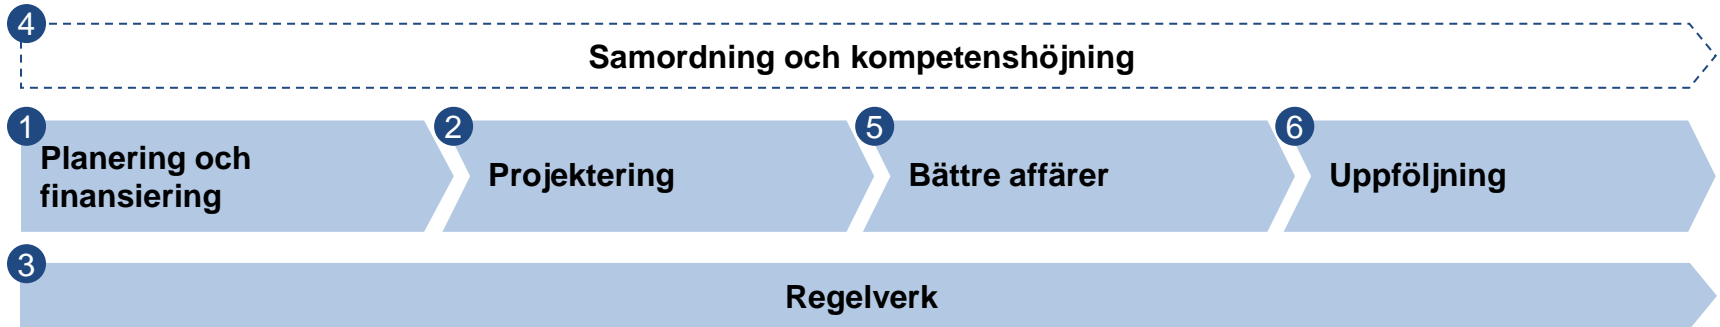 4
Samordning och kompetenshöjning
1
Planering och
finansiering
2
Projektering
5
Bättre affärer
6
Uppföljning
3
Regelverk